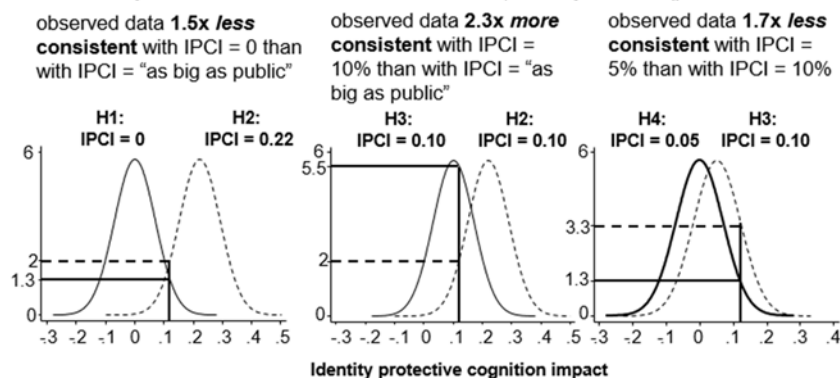 observed data 1.5x less
consistent with IPCI = 0 than
with IPCI = “as big as public”
observed data 2.3x more
consistent with IPCI =
10% than with IPCI = “as
big as public”
observed data 1.7x less
consistent with IPCI =
5% than with IPCI = 10%
H1:
IPCI = 0
H2:
IPCI = 0.22
6
2
1.3
0
-.3 -.2 -.1 0 .1 .2 .3 .4 .5
H3:
IPCI = 0.10
H2:
IPCI = 0.10
6
5.5
2
0
-.3 -.2 -.1 0 .1 .2 .3 .4 .5
H4:
IPCI = 0.05
H3:
IPCI = 0.10
6
3.3
1.3
0
-.3 -.2 -.1 0 .1 .2 .3 .4
Identity protective cognition impact